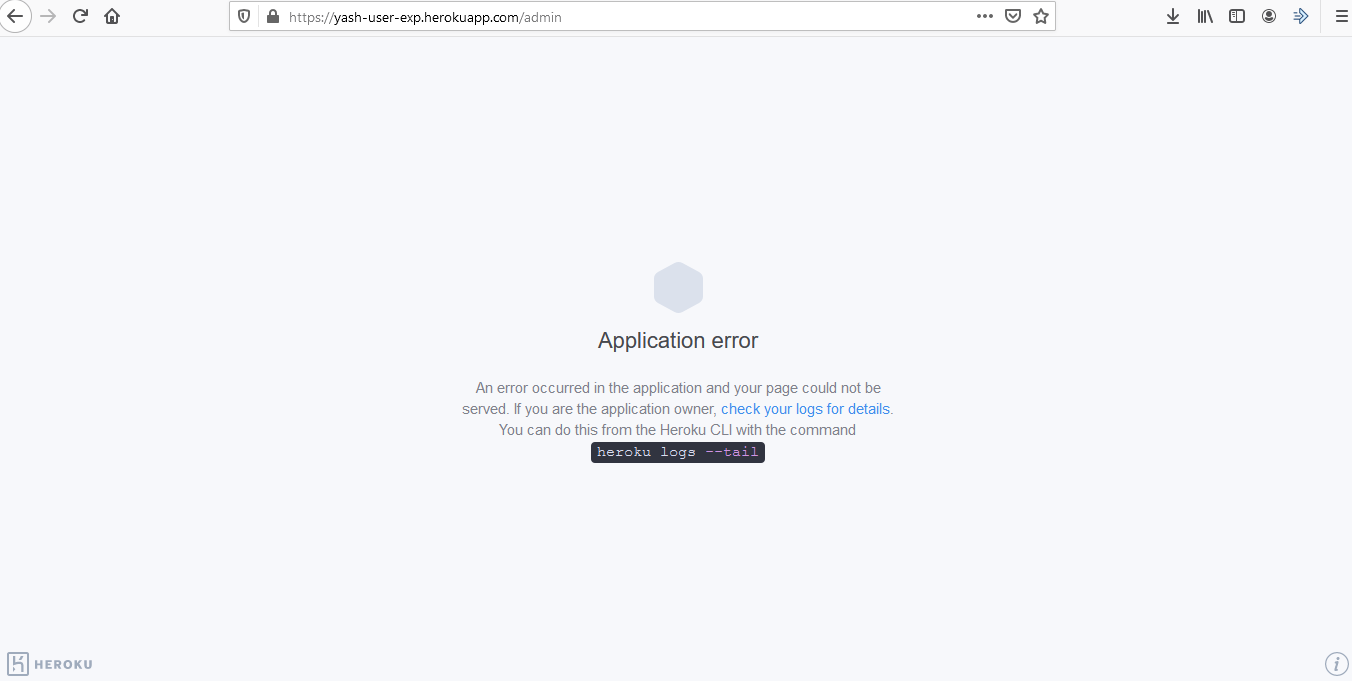 https://yash-user-exp.herokuapp.com/admin
Application error
An error occurred in the application and your page could not be
served. If you are the application owner, check your logs for details.
You can do this from the Heroku CLI with the command
heroku logs --tail
HEROKU